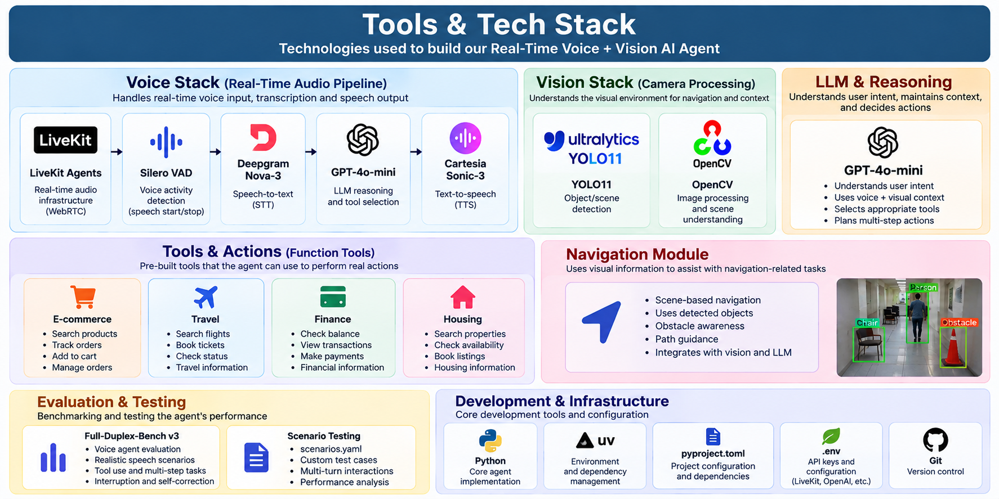 Tools & Tech Stack
Technologies used to build our Real-Time Voice + Vision AI Agent
Voice Stack (Real-Time Audio Pipeline)
Handles real-time voice input, transcription and speech output
LiveKit
LiveKit Agents
Real-time audio
infrastructure
(WebRTC)
Silero VAD
Voice activity
detection
(speech start/stop)
Deepgram
Nova-3
Speech-to-text
(STT)
GPT-4o-mini
LLM reasoning
and tool selection
Cartesia
Sonic-3
Text-to-speech
(TTS)
Vision Stack (Camera Processing)
Understands the visual environment for navigation and context
ultralytics
YOLO11
YOLO11
Object/scene
detection
OpenCV
OpenCV
Image processing
and scene
understanding
LLM & Reasoning
Understands user intent, maintains context,
and decides actions
GPT-4o-mini
• Understands user intent
• Uses voice + visual context
• Selects appropriate tools
• Plans multi-step actions
Tools & Actions (Function Tools)
Pre-built tools that the agent can use to perform real actions
E-commerce
• Search products
• Track orders
• Add to cart
• Manage orders
Travel
• Search flights
• Book tickets
• Check status
• Travel information
Finance
• Check balance
• View transactions
• Make payments
• Financial information
Housing
• Search properties
• Check availability
• Book listings
• Housing information
Navigation Module
Uses visual information to assist with navigation-related tasks
• Scene-based navigation
• Uses detected objects
• Obstacle awareness
• Path guidance
• Integrates with vision and LLM
Person
Chair
Obstacle
Evaluation & Testing
Benchmarking and testing the agent's performance
Full-Duplex-Bench v3
• Voice agent evaluation
• Realistic speech scenarios
• Tool use and multi-step tasks
• Interruption and self-correction
Scenario Testing
• scenarios.yaml
• Custom test cases
• Multi-turn interactions
• Performance analysis
Development & Infrastructure
Core development tools and configuration
Python
Core agent
implementation
uv
Environment
and dependency
management
pyproject.toml
Project configuration
and dependencies
.env
API keys and
configuration
(LiveKit, OpenAI, etc.)
Git
Version control